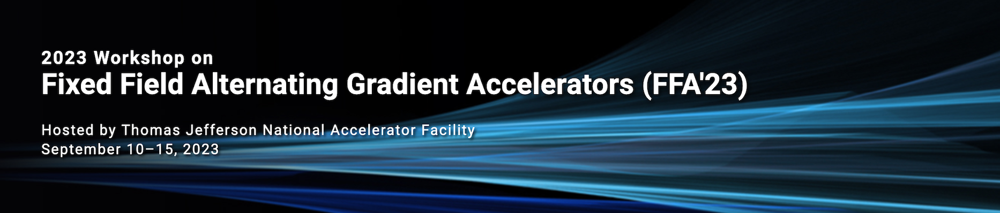 2023 Workshop on
Fixed Field Alternating Gradient Accelerators (FFA'23)
Hosted by Thomas Jefferson National Accelerator Facility
September 10–15, 2023